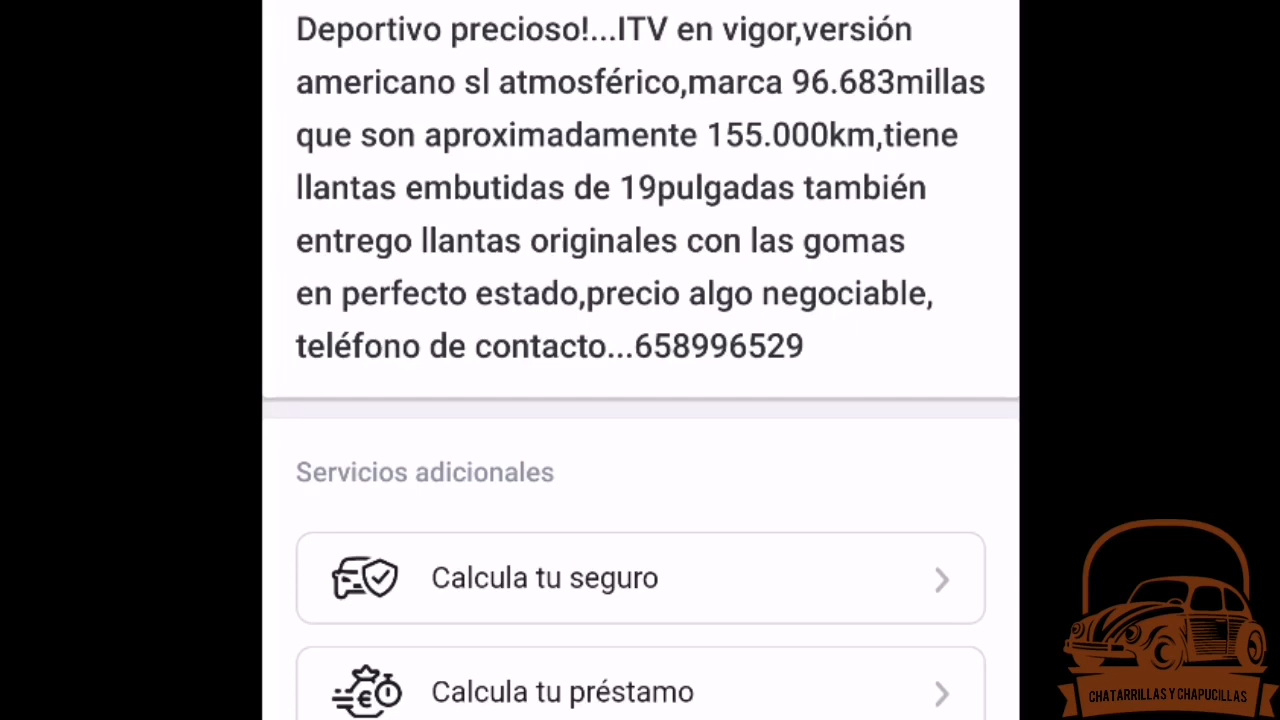 Deportivo precioso!...ITV en vigor,versión
americano sl atmosférico,marca 96.683millas
que son aproximadamente 155.000km,tiene
llantas embutidas de 19pulgadas también
entrego llantas originales con las gomas
en perfecto estado,precio algo negociable,
teléfono de contacto...658996529
Servicios adicionales
Calcula tu seguro
Calcula tu préstamo
CHATARRILLAS Y CHAPUCILLAS